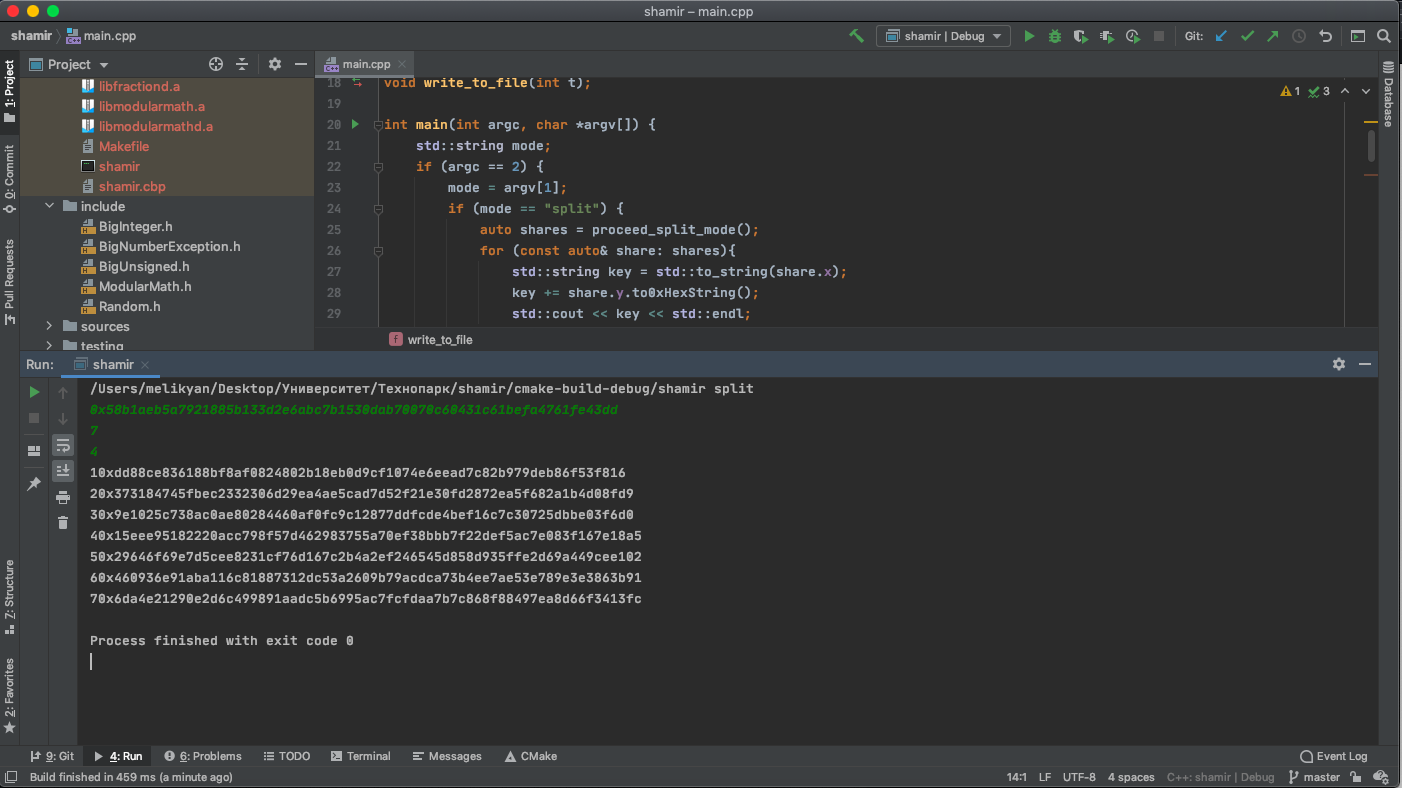 shamir – main.cpp
shamir
main.cpp
shamir | Debug
Git:
1: Project
0: Commit
Pull Requests
7: Structure
2: Favorites
Project
libfractiond.a
libmodularmath.a
libmodularmathd.a
Makefile
shamir
shamir.cbp
include
BigInteger.h
BigNumberException.h
BigUnsigned.h
ModularMath.h
Random.h
sources
testing
main.cpp
1 3
Database
18 void write_to_file(int t);
19
20 int main(int argc, char *argv[]) {
21 std::string mode;
22 if (argc == 2) {
23 mode = argv[1];
24 if (mode == "split") {
25 auto shares = proceed_split_mode();
26 for (const auto& share: shares){
27 std::string key = std::to_string(share.x);
28 key += share.y.to0xHexString();
29 std::cout << key << std::endl;
f write_to_file
Run: shamir
/Users/melikyan/Desktop/Университет/Технопарк/shamir/cmake-build-debug/shamir split
0x58b1aeb5a7921885b133d2e6abc7b1530dab70070c60431c61befa4761fe43dd
7
4
10xdd88ce836188bf8af0824802b18eb0d9cf1074e6eead7c82b979deb86f53f816
20x373184745fbec2332306d29ea4ae5cad7d52f21e30fd2872ea5f682a1b4d08fd9
30x9e1025c738ac0ae80284460af0fc9c12877ddfcde4bef16c7c30725dbbe03f6d0
40x15eee95182220acc798f57d462983755a70ef38bbb7f22def5ac7e083f167e18a5
50x29646f69e7d5cee8231cf76d167c2b4a2ef246545d858d935ffe2d69a449cee102
60x460936e91aba116c81887312dc53a2609b79acdca73b4ee7ae53e789e3e3863b91
70x6da4e21290e2d6c499891aadc5b6995ac7fcfdaa7b7c868f88497ea8d66f3413fc
Process finished with exit code 0
9: Git
4: Run
6: Problems
TODO
Terminal
Messages
CMake
Event Log
Build finished in 459 ms (a minute ago)
14:1 LF UTF-8 4 spaces C++: shamir | Debug master